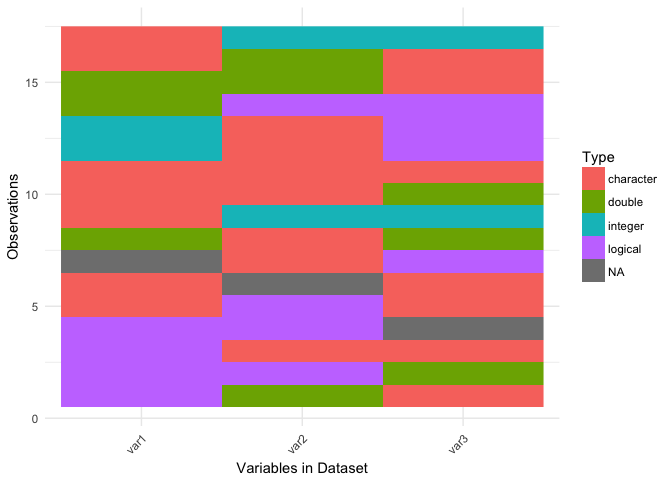 15
10
5
0
Observations
var1
var2
var3
Variables in Dataset
Type
character
double
integer
logical
NA